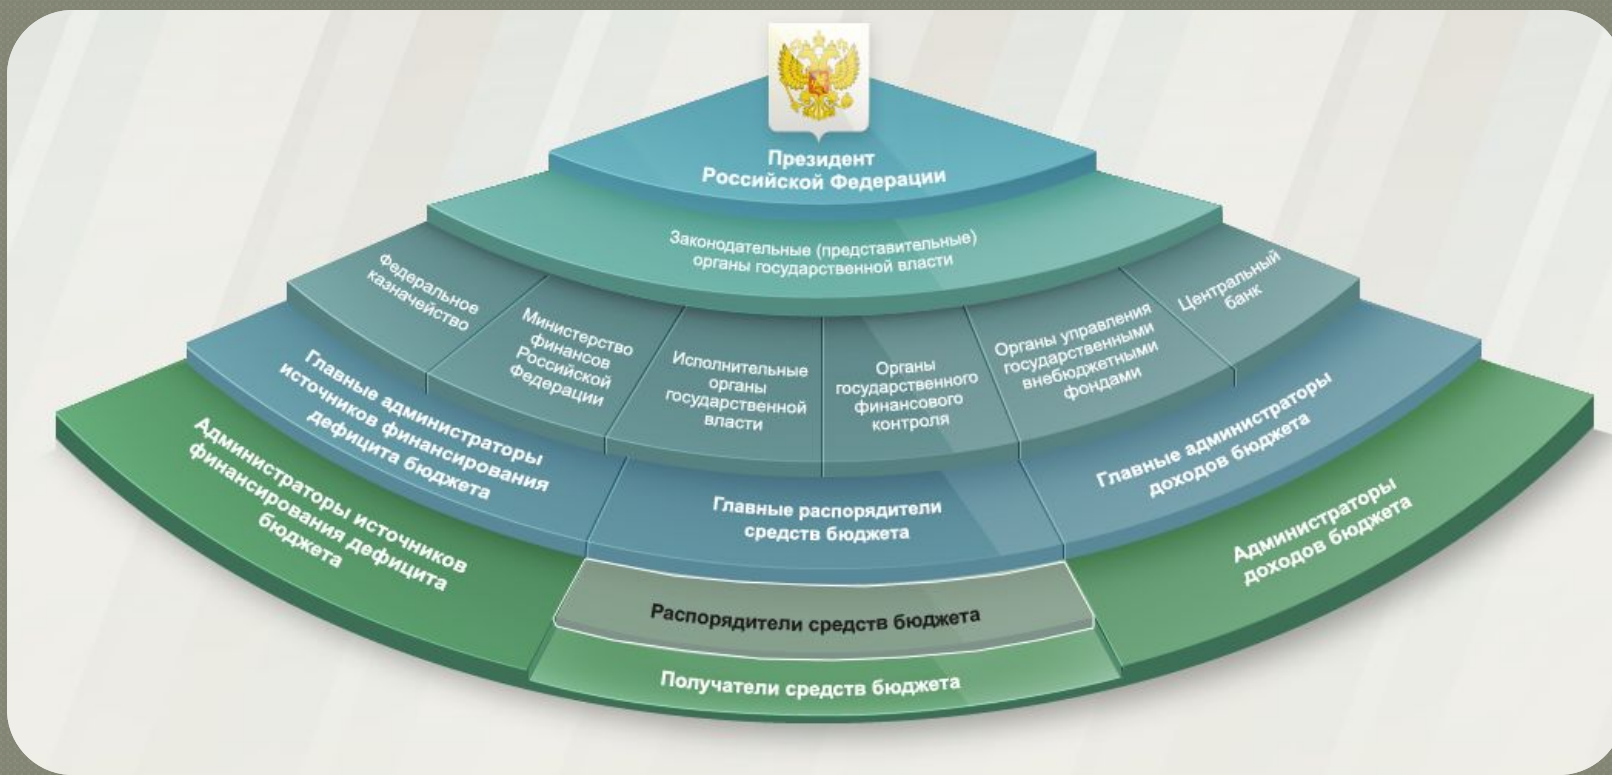 Президент
Российской Федерации
Законодательные (представительные)
органы государственной власти
Федеральное
казначейство
Министерство
финансов
Российской
Федерации
Исполнительные
органы
государственной
власти
Органы
государственного
финансового
контроля
Органы управления
государственными
внебюджетными
фондами
Центральный
банк
Главные администраторы
источников финансирования
дефицита бюджета
Главные распорядители
средств бюджета
Главные администраторы
доходов бюджета
Администраторы источников
финансирования дефицита
бюджета
Распорядители средств бюджета
Получатели средств бюджета
Администраторы
доходов бюджета